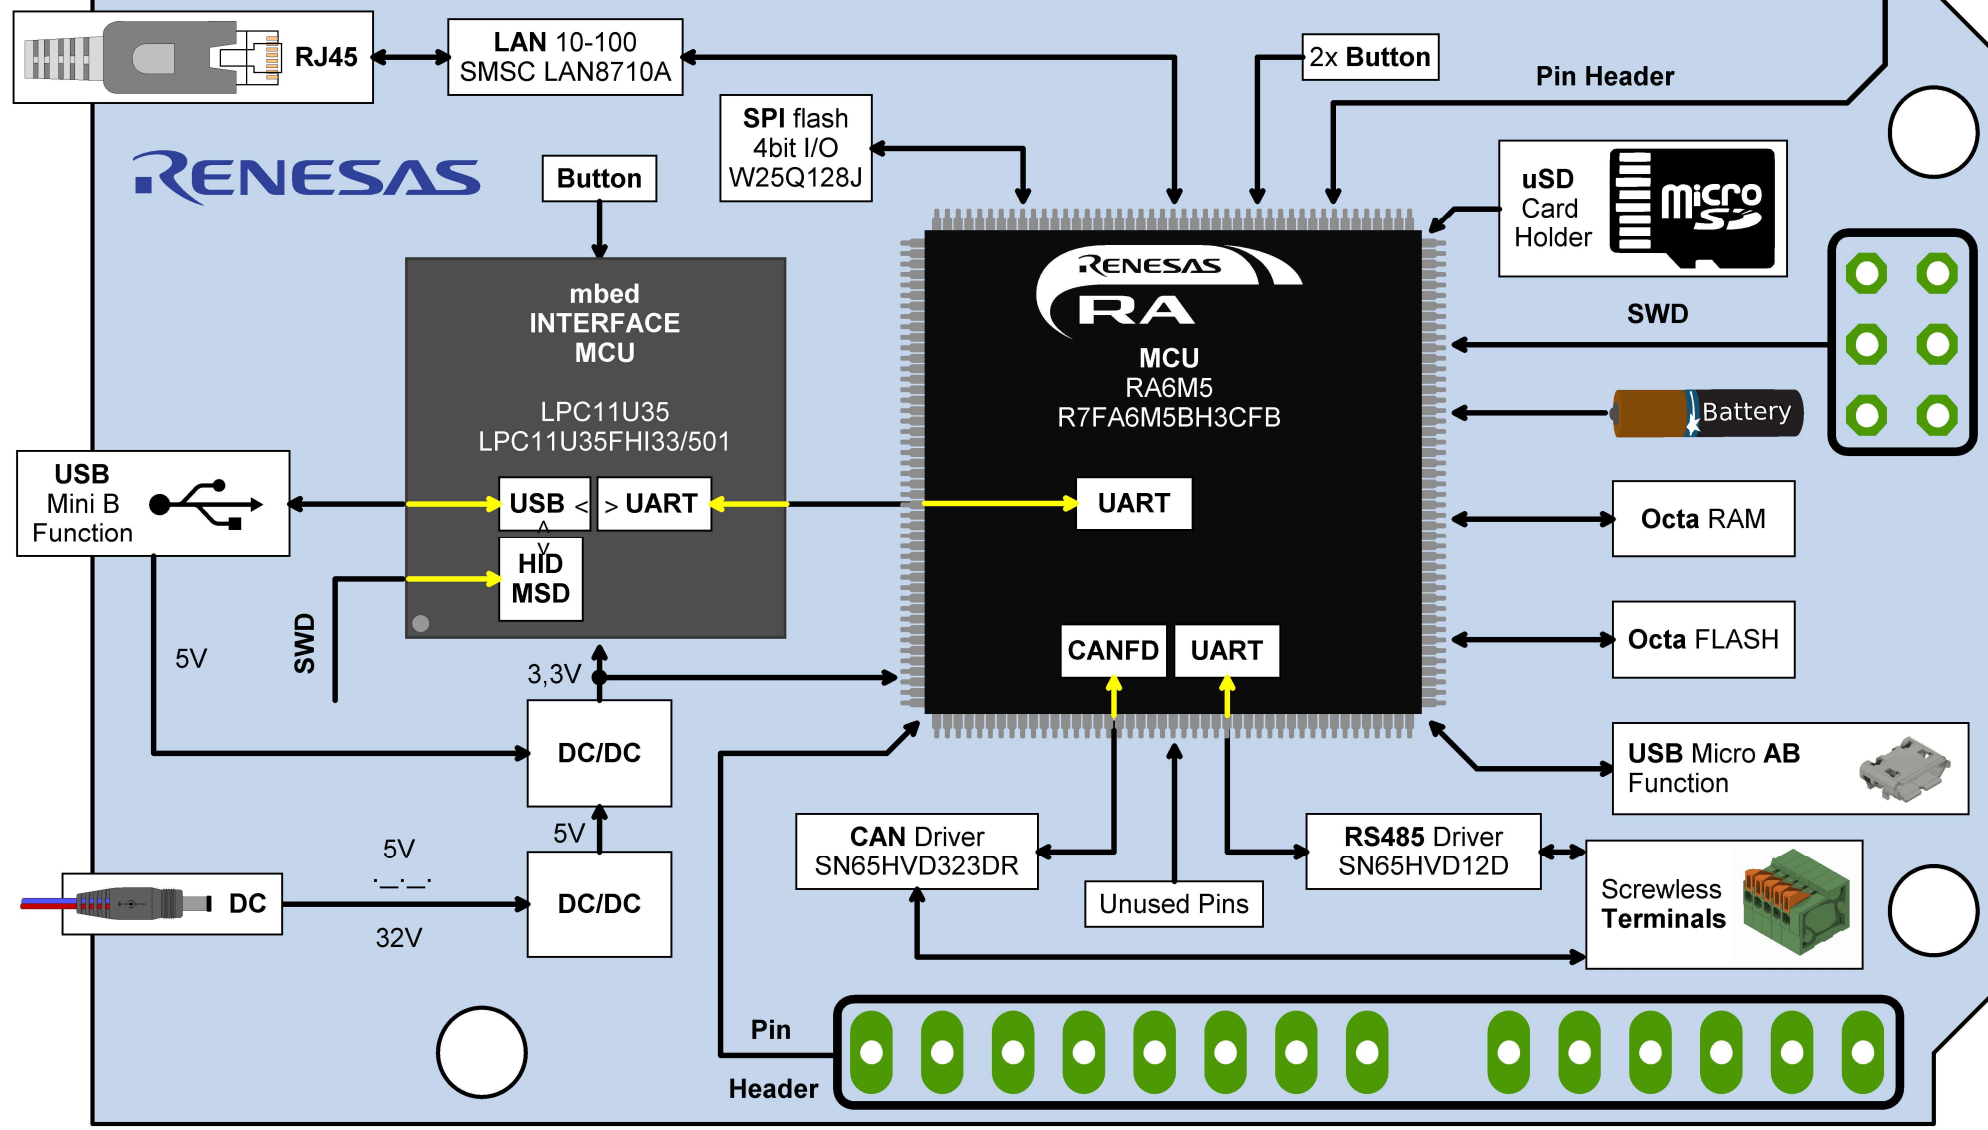 RJ45
LAN 10-100
SMSC LAN8710A
2x Button
Pin Header
SPI flash
4bit I/O
W25Q128J
RENESAS
Button
uSD
Card
Holder
micro
SD
mbed
INTERFACE
MCU
LPC11U35
LPC11U35FHI33/501
RENESAS
RA
MCU
RA6M5
R7FA6M5BH3CFB
SWD
Battery
USB
Mini B
Function
USB <
> UART
^
v
HID
MSD
UART
Octa RAM
Octa FLASH
SWD
5V
3,3V
CANFD
UART
DC/DC
USB Micro AB
Function
5V
5V
._._.
32V
DC
DC/DC
CAN Driver
SN65HVD323DR
Unused Pins
RS485 Driver
SN65HVD12D
Screwless
Terminals
Pin
Header